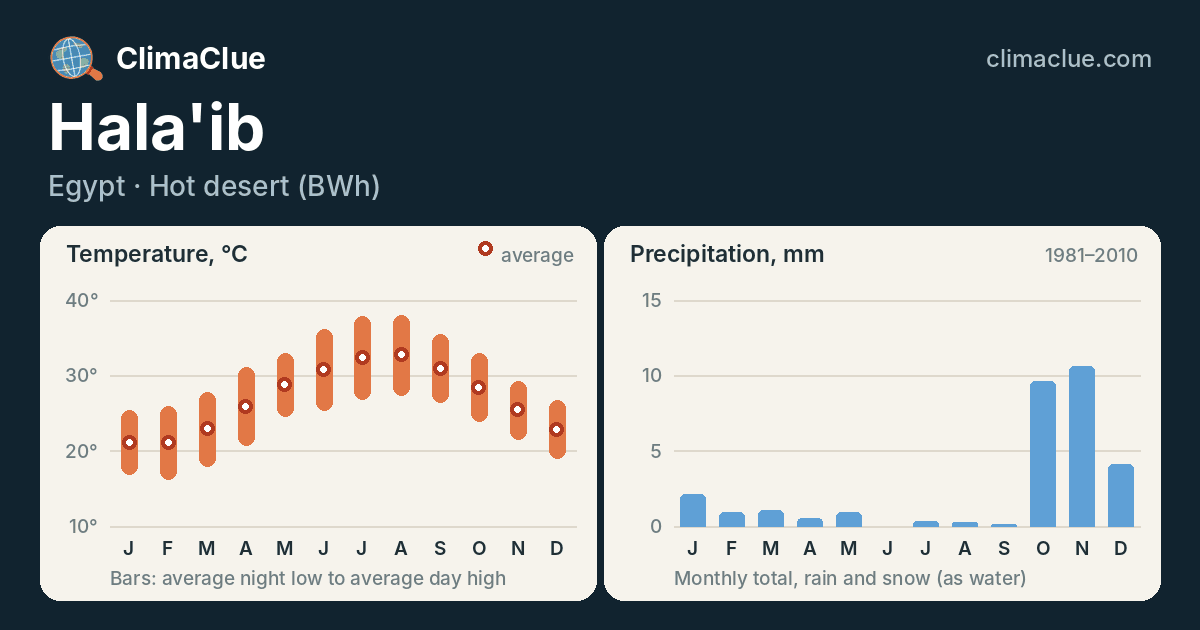 ClimaClue
climaclue.com
Hala'ib
Egypt · Hot desert (BWh)
Temperature, °C
average
40°
30°
20°
10°
J F M A M J J A S O N D
Bars: average night low to average day high
Precipitation, mm
1981–2010
15
10
5
0
J F M A M J J A S O N D
Monthly total, rain and snow (as water)